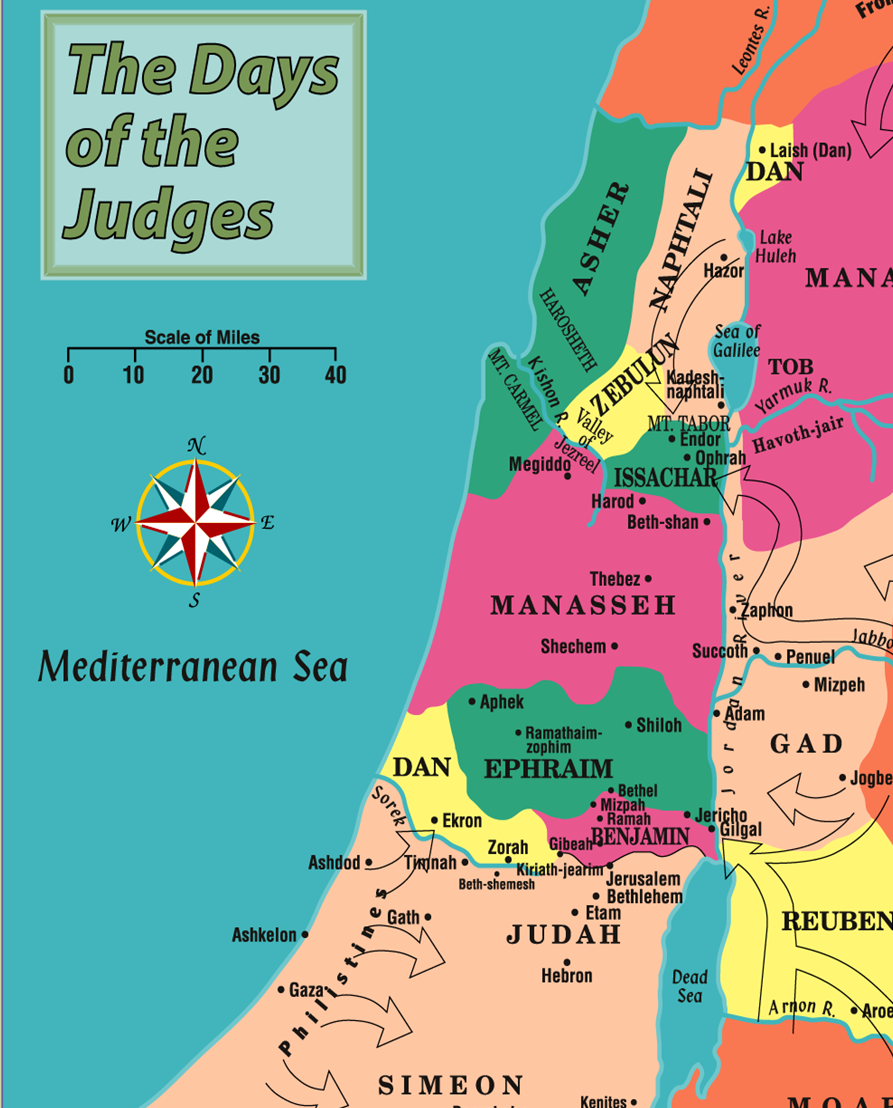 The Days
of the
Judges
Scale of Miles
0 10 20 30 40
N
W
E
S
Mediterranean Sea
Leontes R.
Laish (Dan)
DAN
ASHER
NAPHTALI
Lake
Huleh
Hazor
MANA
HAROSHETH
Sea of
Galilee
MT. CARMEL
Kishon R.
ZEBULUN
TOB
Kadesh-
naphtali
Yarmuk R.
Valley
of
Jezreel
MT. TABOR
Endor
Havoth-jair
Ophrah
Megiddo
ISSACHAR
Harod
Beth-shan
Thebez
MANASSEH
Zaphon
Jordan River
Shechem
Succoth
Penuel
Jabbo
Mizpeh
Aphek
Adam
Shiloh
Ramathaim-
zophim
GAD
DAN
EPHRAIM
Jogbe
Bethel
Mizpah
Sorek
Ramah
Jericho
Ekron
Gilgal
BENJAMIN
Gibeah
Zorah
Ashdod
Timnah
Kiriath-jearim
Beth-shemesh
Jerusalem
Bethlehem
Gath
Etam
REUBEN
Ashkelon
JUDAH
Philistines
Hebron
Dead
Sea
Gaza
Arnon R.
Aroe
SIMEON
Kenites